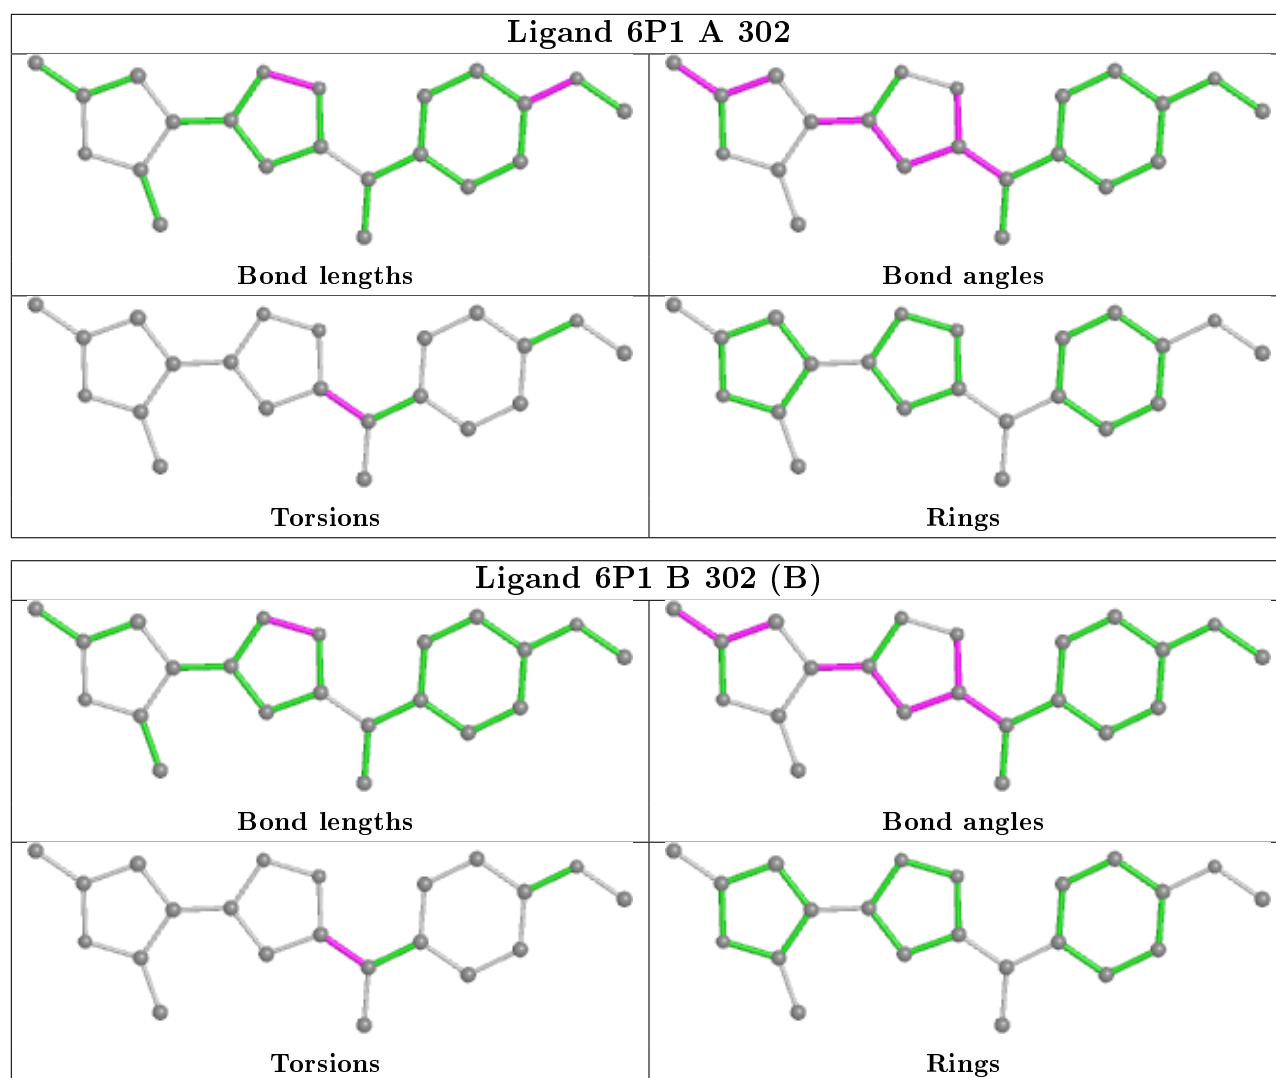 Ligand 6P1 A 302
Bond lengths
Bond angles
Torsions
Rings
Ligand 6P1 B 302 (B)
Bond lengths
Bond angles
Torsions
Rings